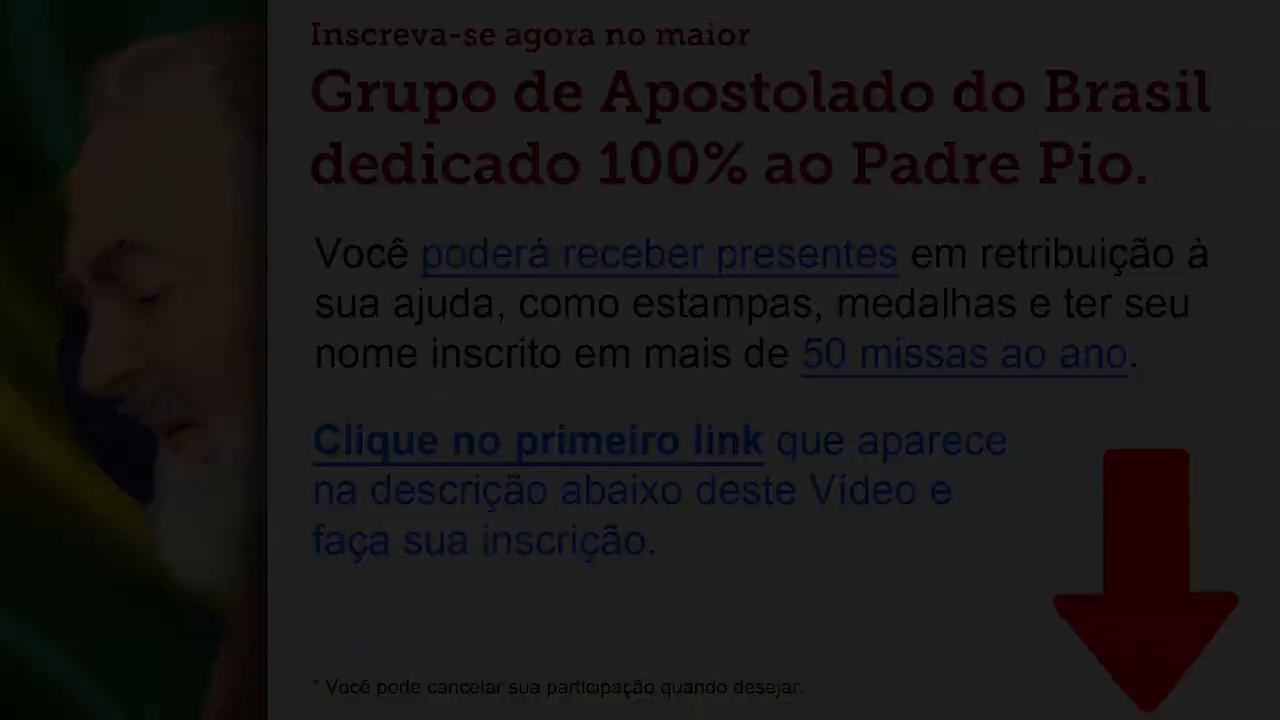 Inscreva-se agora no maior
Grupo de Apostolado do Brasil
dedicado 100% ao Padre Pio.
Você poderá receber presentes em retribuição à
sua ajuda, como estampas, medalhas e ter seu
nome inscrito em mais de 50 missas ao ano.
Clique no primeiro link que aparece
na descrição abaixo deste Vídeo e
faça sua inscrição.
* Você pode cancelar sua participação quando desejar.